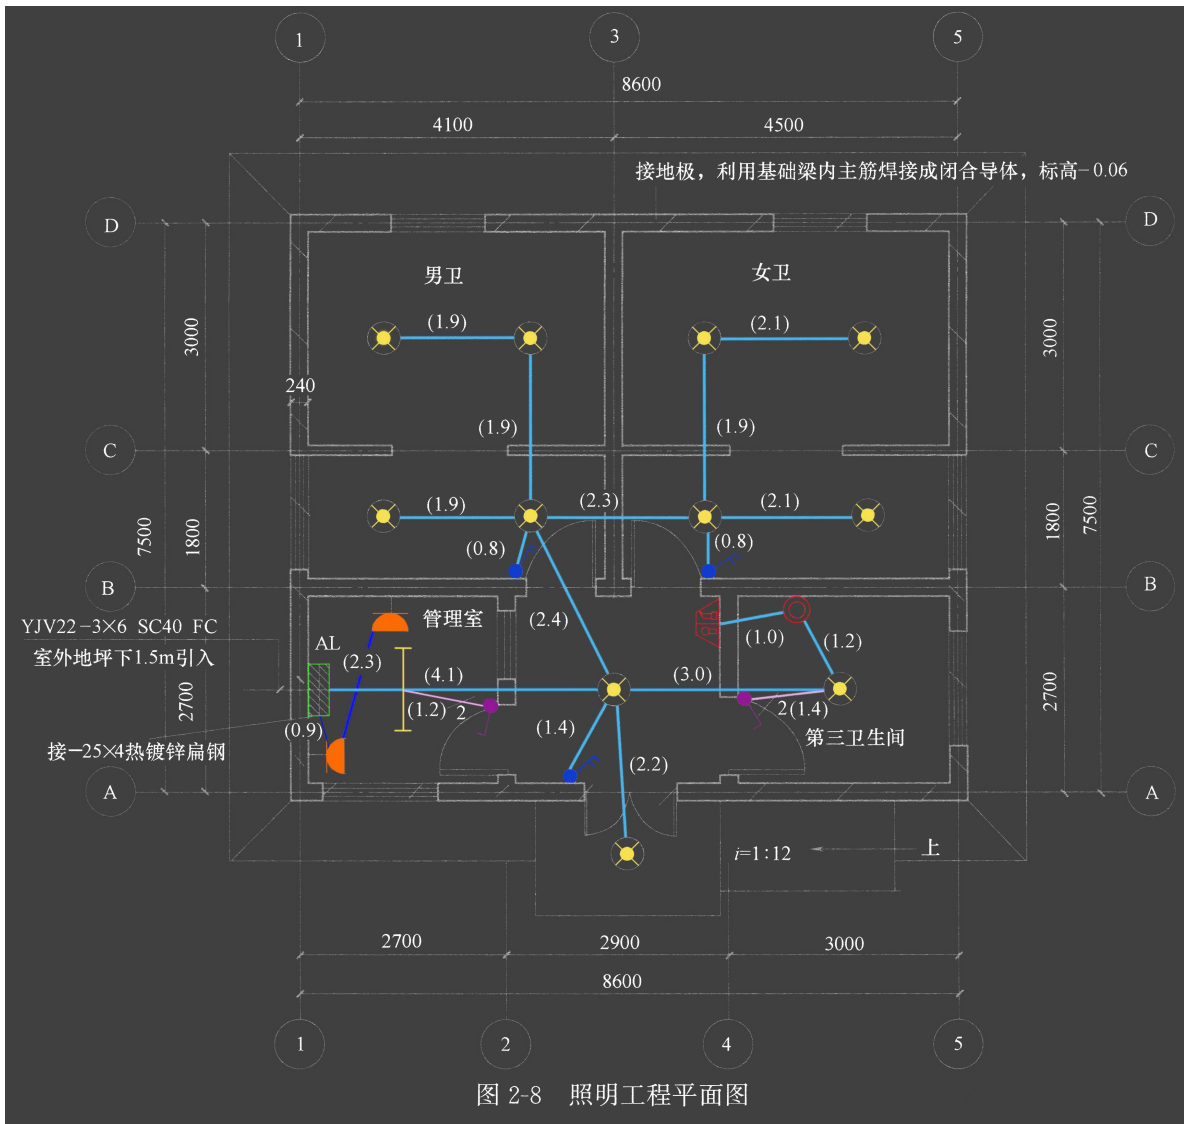 1
3
5
8600
4100
4500
接地极，利用基础梁内主筋焊接成闭合导体，标高-0.06
D
D
男卫
女卫
(1.9)
(2.1)
3000
3000
240
(1.9)
(1.9)
C
C
(1.9)
(2.3)
(2.1)
7500
1800
1800
7500
(0.8)
(0.8)
B
B
YJV22-3×6 SC40 FC
室外地坪下1.5m引入
AL
管理室
(2.4)
(1.0)
(1.2)
(2.3)
(4.1)
(3.0)
2700
2700
(1.2)
2
2(1.4)
(0.9)
(1.4)
第三卫生间
接—25×4热镀锌扁钢
(2.2)
A
A
i=1:12
上
2700
2900
3000
8600
1
2
4
5
图 2-8 照明工程平面图